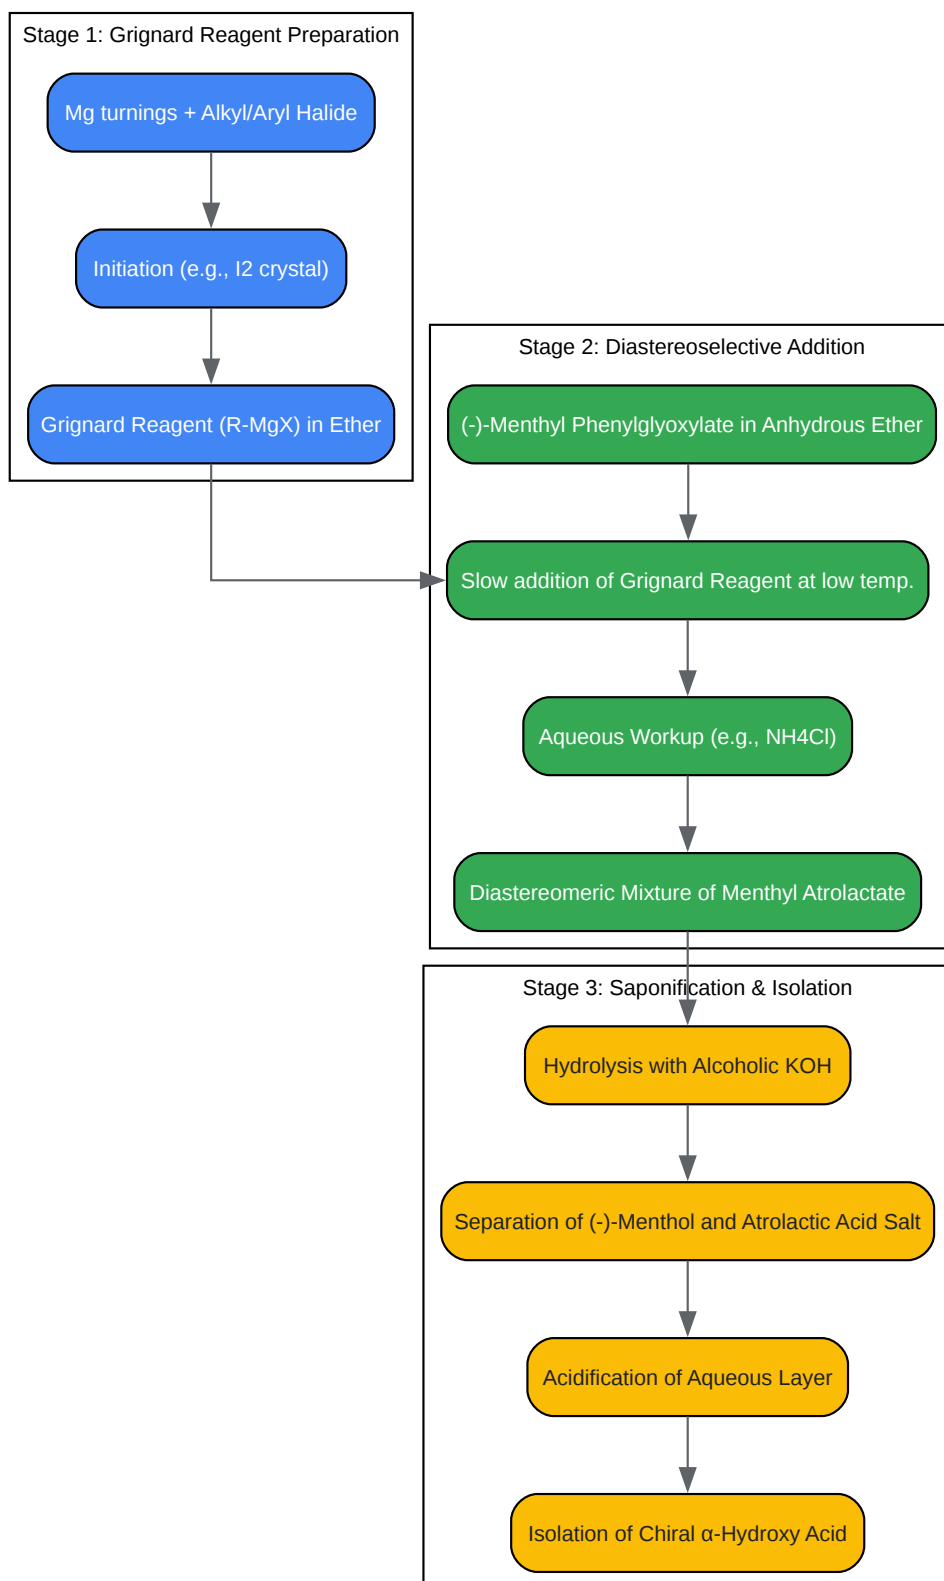 Stage 1: Grignard Reagent Preparation
Mg turnings + Alkyl/Aryl Halide
Initiation (e.g., I2 crystal)
Grignard Reagent (R-MgX) in Ether
Stage 2: Diastereoselective Addition
(-)-Menthyl Phenylglyoxylate in Anhydrous Ether
Slow addition of Grignard Reagent at low temp.
Aqueous Workup (e.g., NH4Cl)
Diastereomeric Mixture of Menthyl Atrolactate
Stage 3: Saponification & Isolation
Hydrolysis with Alcoholic KOH
Separation of (-)-Menthol and Atrolactic Acid Salt
Acidification of Aqueous Layer
Isolation of Chiral α-Hydroxy Acid